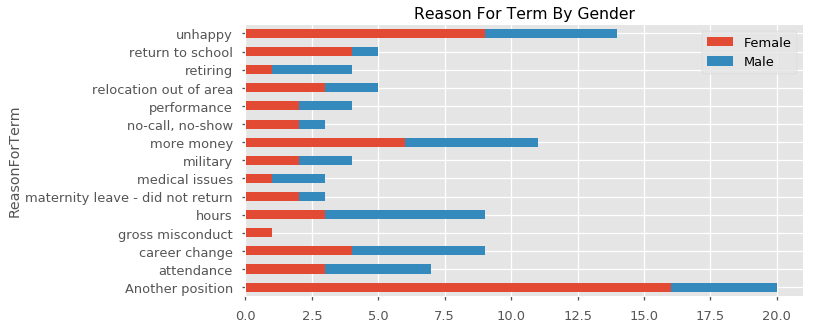 Reason For Term By Gender
Female
Male
ReasonForTerm
unhappy
return to school
retiring
relocation out of area
performance
no-call, no-show
more money
military
medical issues
maternity leave - did not return
hours
gross misconduct
career change
attendance
Another position
0.0 2.5 5.0 7.5 10.0 12.5 15.0 17.5 20.0